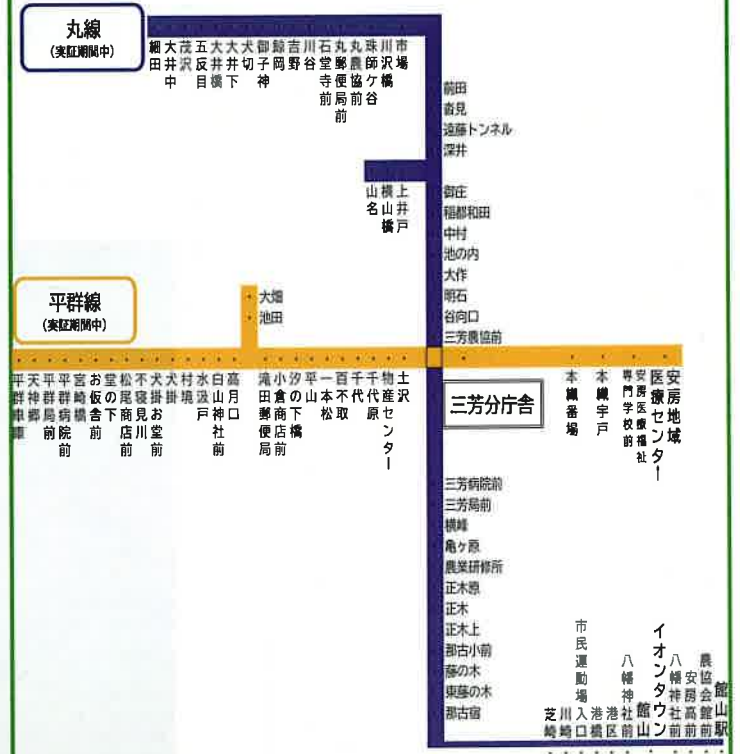 丸線
(実証期間中)
細田
大井中
茂沢
五反目
大井橋
大井下
犬切
御子神
鯨岡
吉野
川谷
石堂寺前
丸郵便局前
丸農協前
珠師ケ谷
川沢橋
市場
前田
沓見
遠藤トンネル
深井
山名
横山橋
上井戸
御庄
稲都和田
中村
池の内
大作
明石
谷向口
三芳農協前
平群線
(実証期間中)
大畑
池田
平群車庫
天神郷
平群局前
平群病院前
宮崎橋
お仮舎前
堂の下
松尾商店前
不寝見川
犬掛お堂前
犬掛
村境
水汲戸
白山神社前
高月口
滝田郵便局
小倉商店前
汐の下橋
平山
一本松
百不取
千代
千代原
物産センター
土沢
三芳分庁舎
本織番場
本織宇戸
安房医療福祉
専門学校前
安房地域
医療センター
三芳病院前
三芳局前
横峰
亀ヶ原
農業研修所
正木原
正木
正木上
那古小前
藤の木
東藤の木
那古宿
芝崎
川崎
市民運動場入口
港橋
港区
八幡神社前
館山
イオンタウン
八幡神社前
安房高前
農協会館前
館山駅